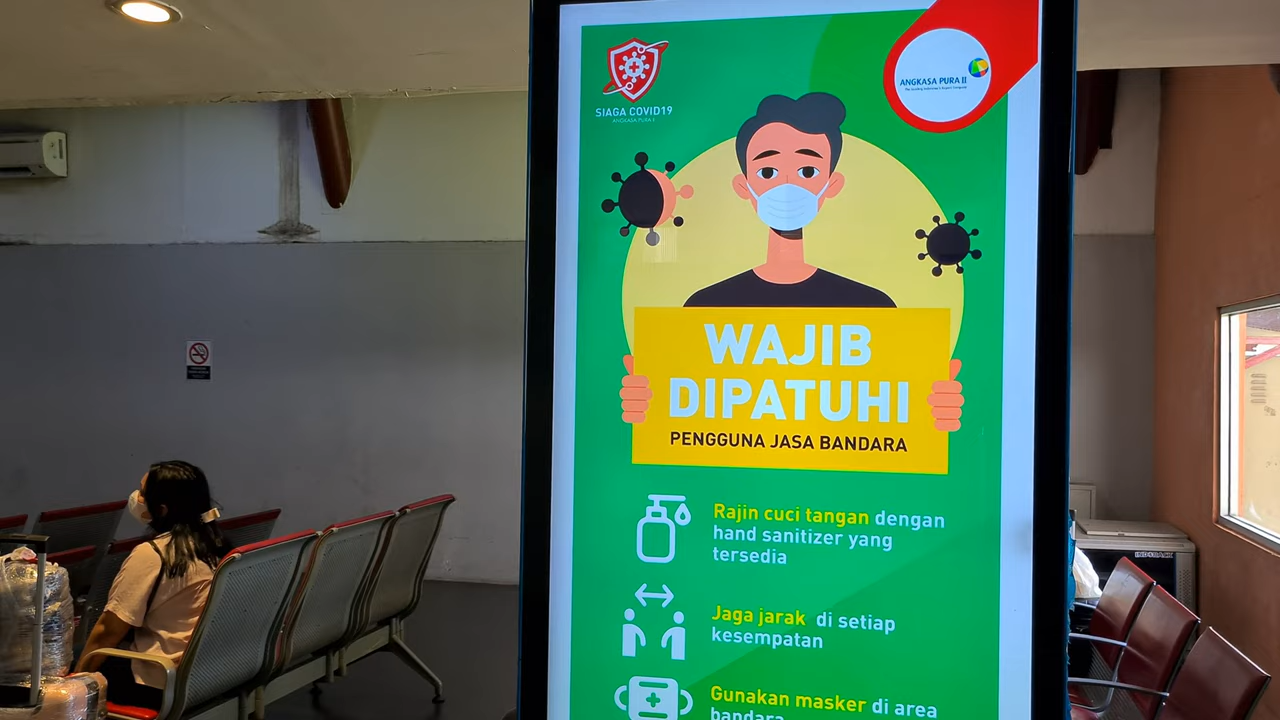 SIAGA COVID19
ANGKASA PURA II
ANGKASA PURA II
WAJIB
DIPATUHI
PENGGUNA JASA BANDARA
Rajin cuci tangan dengan
hand sanitizer yang
tersedia
Jaga jarak di setiap
kesempatan
Gunakan masker di area
bandara
INDORACK